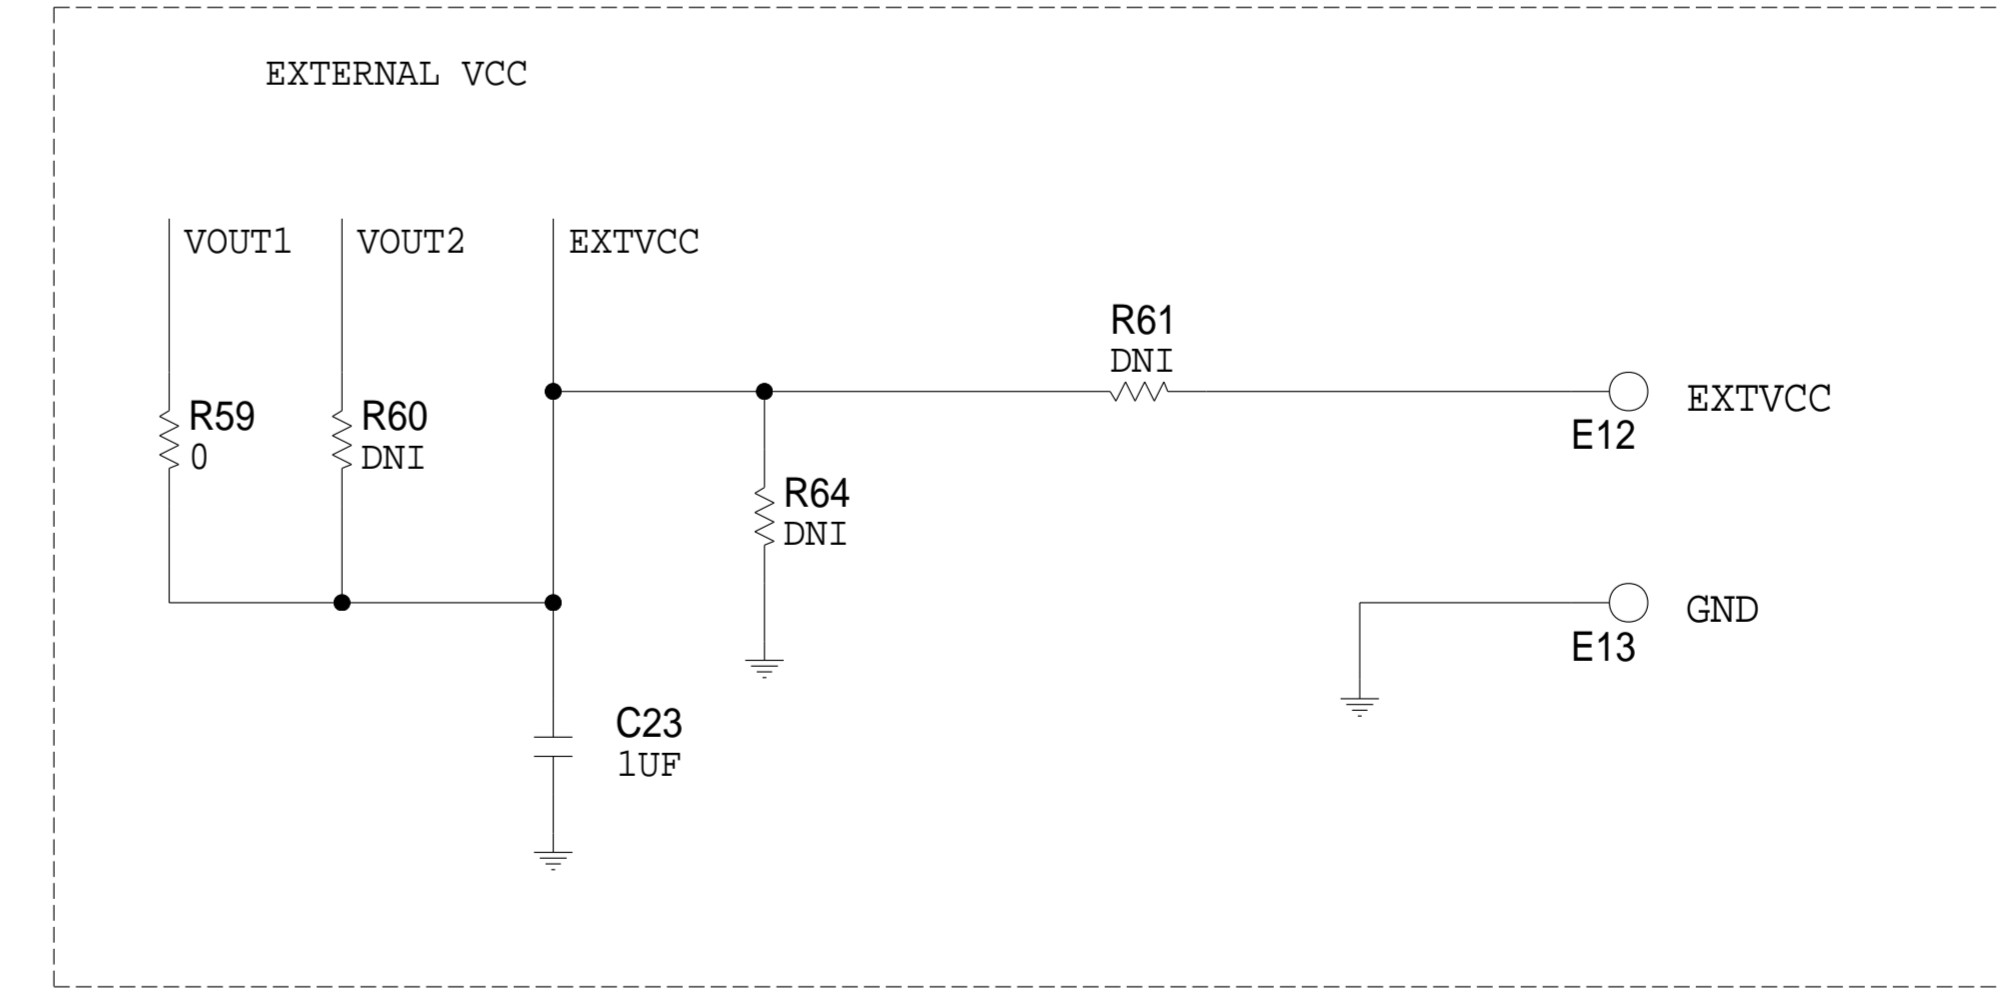 EXTERNAL VCC
VOUT1
VOUT2
EXTVCC
R61
DNI
R59
0
R60
DNI
EXTVCC
E12
R64
DNI
GND
E13
C23
1UF